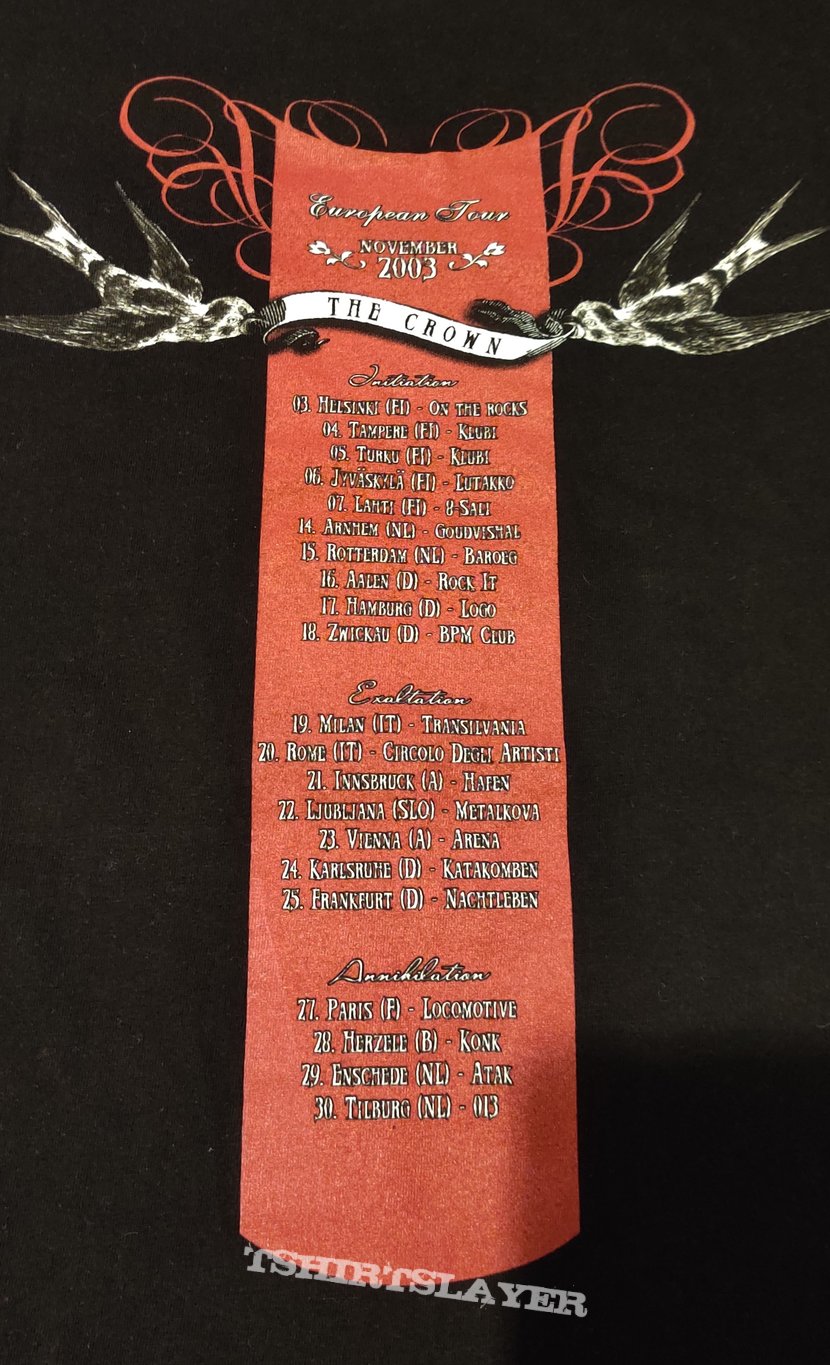 European Tour
NOVEMBER
2003
THE CROWN
Initiation
03. HELSINKI (FI) - ON THE ROCKS
04. TAMPERE (FI) - KLUBI
05. TURKU (FI) - KLUBI
06. JYVÄSKYLÄ (FI) - LUTAKKO
07. LAHTI (FI) - 8-SALI
14. ARNHEM (NL) - GOUDVISHAL
15. ROTTERDAM (NL) - BAROEG
16. AALEN (D) - ROCK IT
17. HAMBURG (D) - LOGO
18. ZWICKAU (D) - BPM CLUB
Exaltation
19. MILAN (IT) - TRANSILVANIA
20. ROME (IT) - CIRCOLO DEGLI ARTISTI
21. INNSBRUCK (A) - HAFEN
22. LJUBLJANA (SLO) - METALKOVA
23. VIENNA (A) - ARENA
24. KARLSRUHE (D) - KATAKOMBEN
25. FRANKFURT (D) - NACHTLEBEN
Annihilation
27. PARIS (F) - LOCOMOTIVE
28. HERZELE (B) - KONK
29. ENSCHEDE (NL) - ATAK
30. TILBURG (NL) - 013
TSHIRTSLAYER